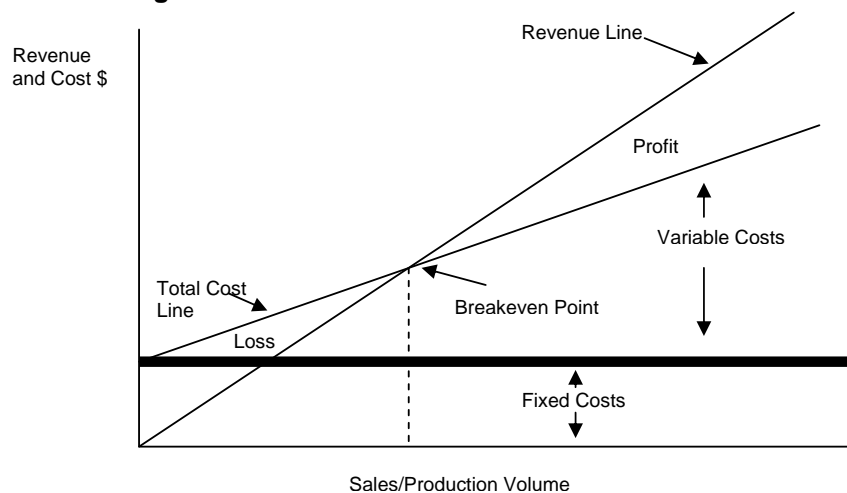 Revenue Line
Revenue
and Cost $
Profit
Variable Costs
Total Cost
Line
Breakeven Point
Loss
Fixed Costs
Sales/Production Volume